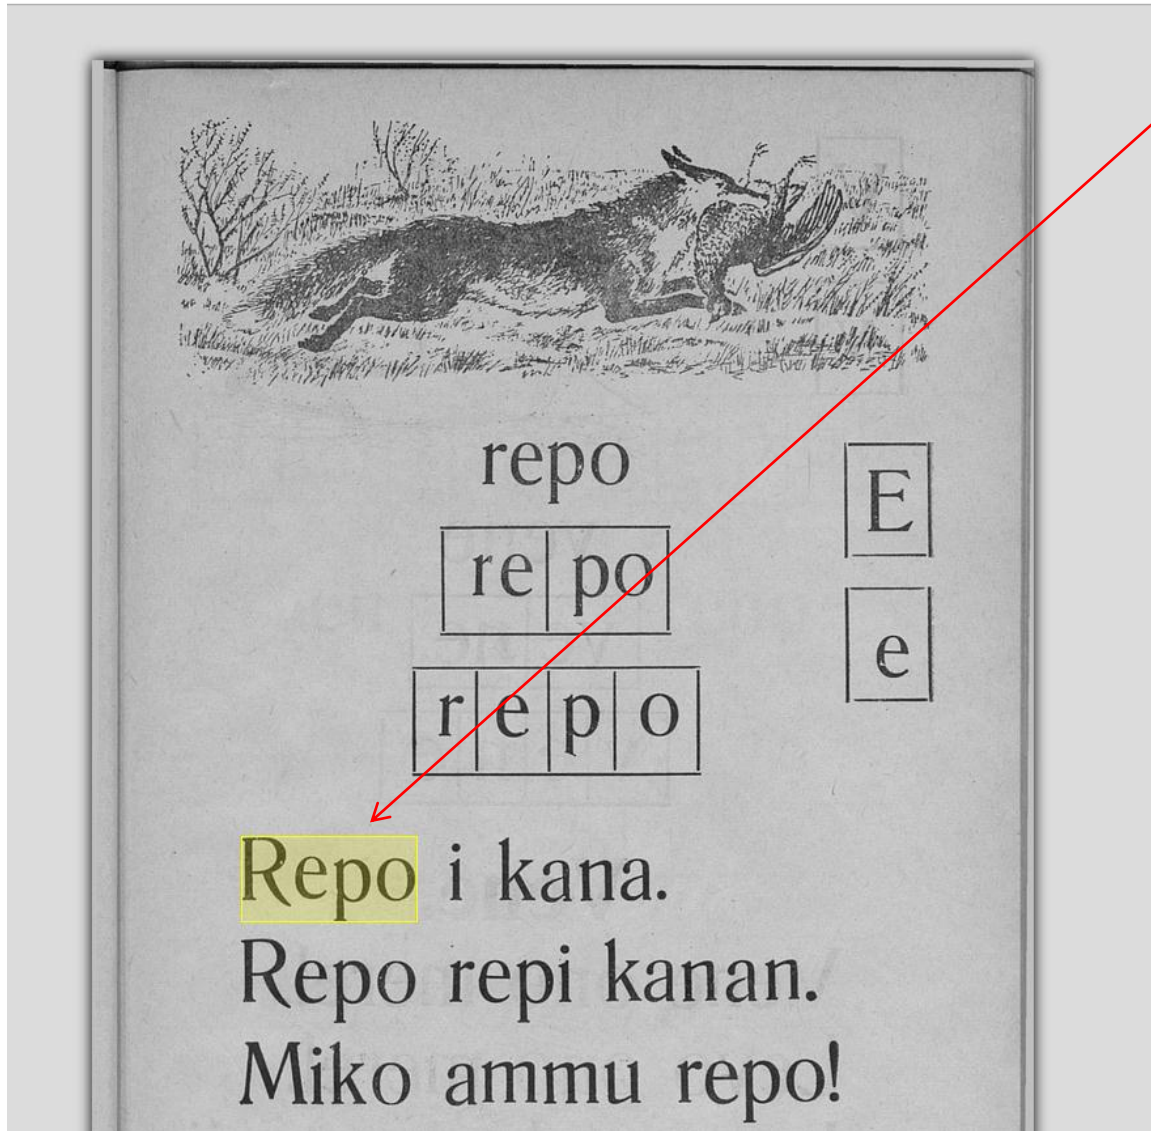 repo
re po
r e p o
E
e
Repo i kana.
Repo repi kanan.
Miko ammu repo!